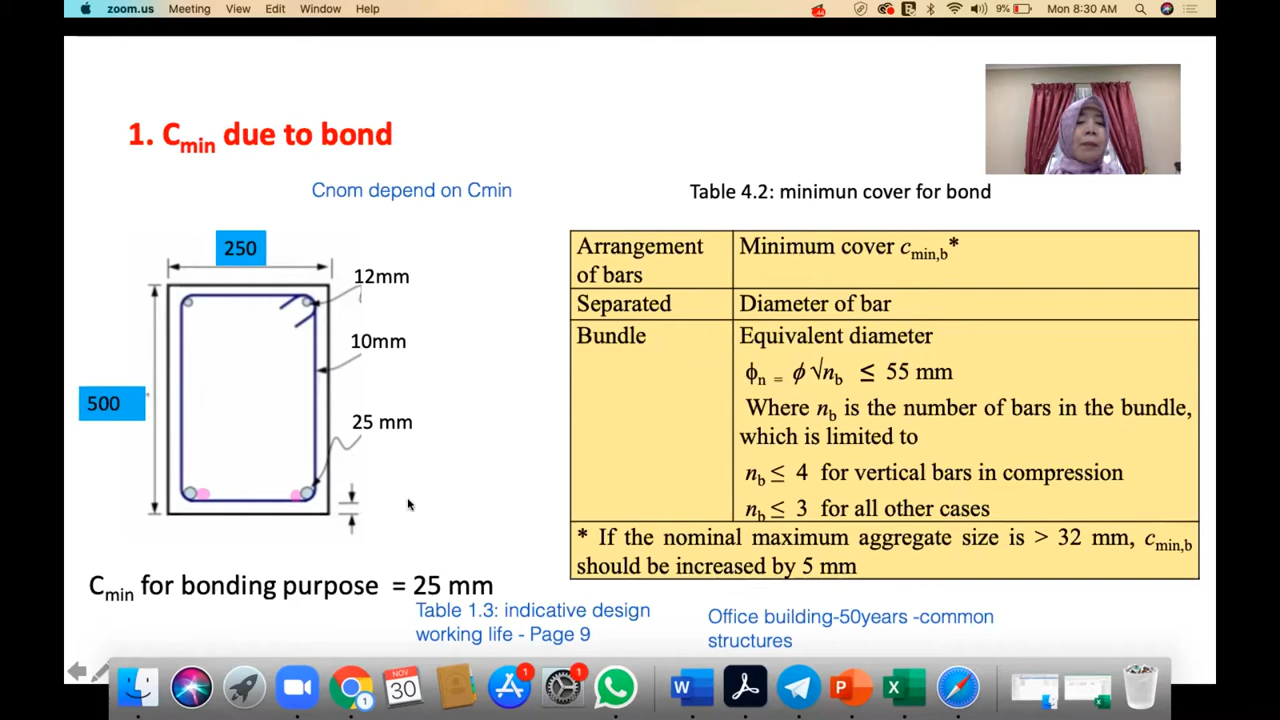 zoom.us Meeting View Edit Window Help 9% Mon 8:30 AM
1. Cmin due to bond
Cnom depend on Cmin
Table 4.2: minimun cover for bond
250
12mm
10mm
500
25 mm
Arrangement of bars
Minimum cover cmin,b*
Separated
Diameter of bar
Bundle
Equivalent diameter
ϕn = ϕ √nb ≤ 55 mm
Where nb is the number of bars in the bundle,
which is limited to
nb ≤ 4 for vertical bars in compression
nb ≤ 3 for all other cases
* If the nominal maximum aggregate size is > 32 mm, cmin,b
should be increased by 5 mm
Cmin for bonding purpose = 25 mm
Table 1.3: indicative design
working life - Page 9
Office building-50years -common
structures
NOV
30
1
1
1
W
P
X